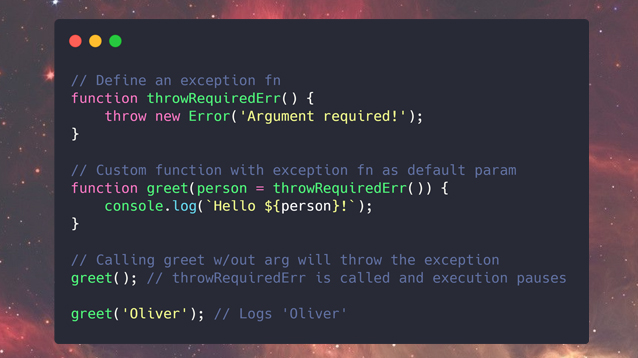 // Define an exception fn
function throwRequiredErr() {
    throw new Error('Argument required!');
}
// Custom function with exception fn as default param
function greet(person = throwRequiredErr()) {
    console.log(`Hello ${person}!`);
}
// Calling greet w/out arg will throw the exception
greet(); // throwRequiredErr is called and execution pauses
greet('Oliver'); // Logs 'Oliver'